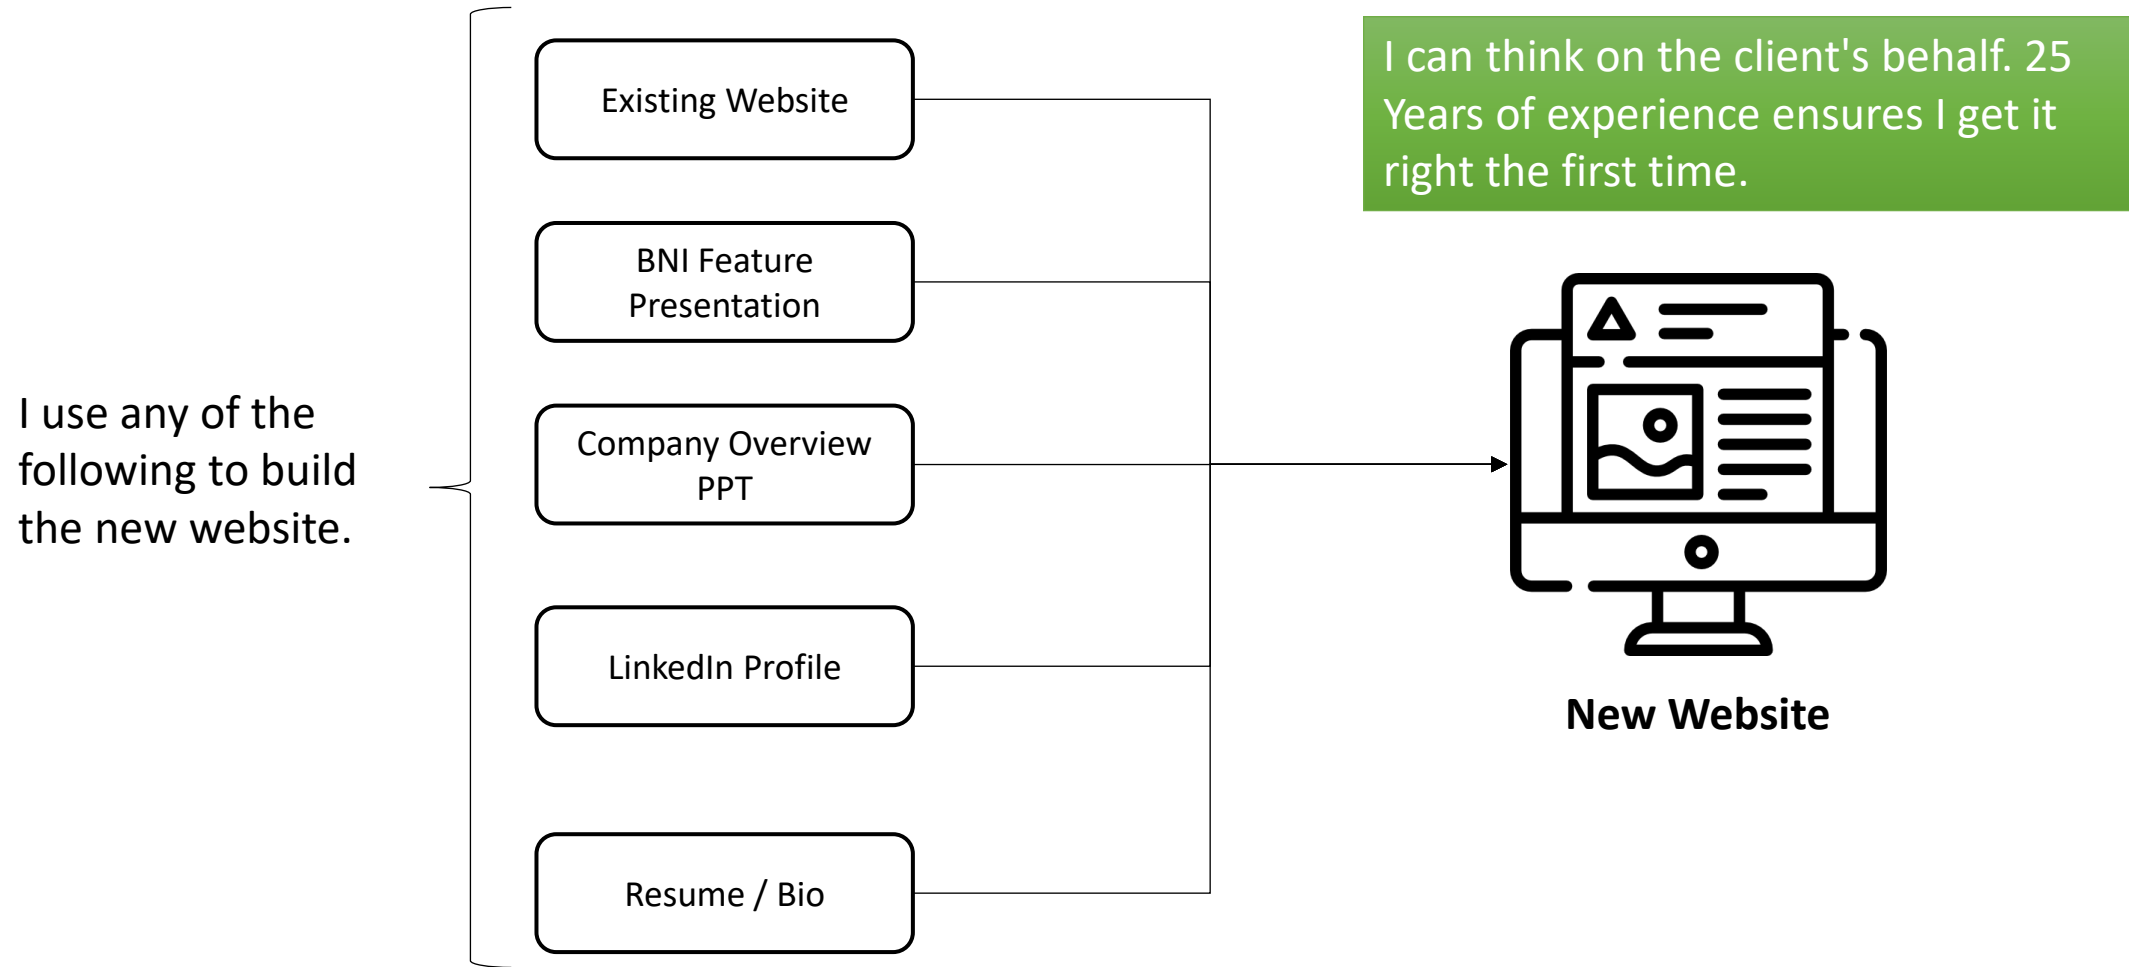 I use any of the
following to build
the new website.
Existing Website
BNI Feature
Presentation
Company Overview
PPT
LinkedIn Profile
Resume / Bio
I can think on the client's behalf. 25
Years of experience ensures I get it
right the first time.
New Website